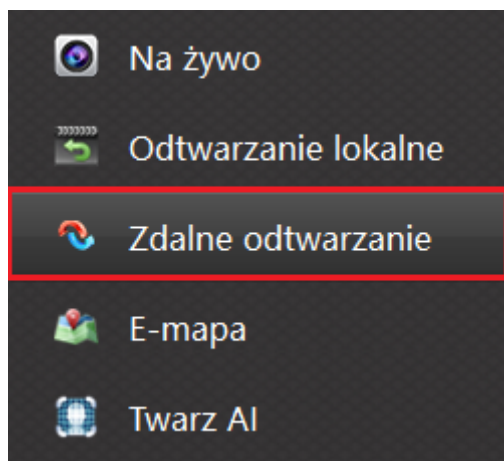 Na żywo
Odtwarzanie lokalne
Zdalne odtwarzanie
E-mapa
Twarz AI